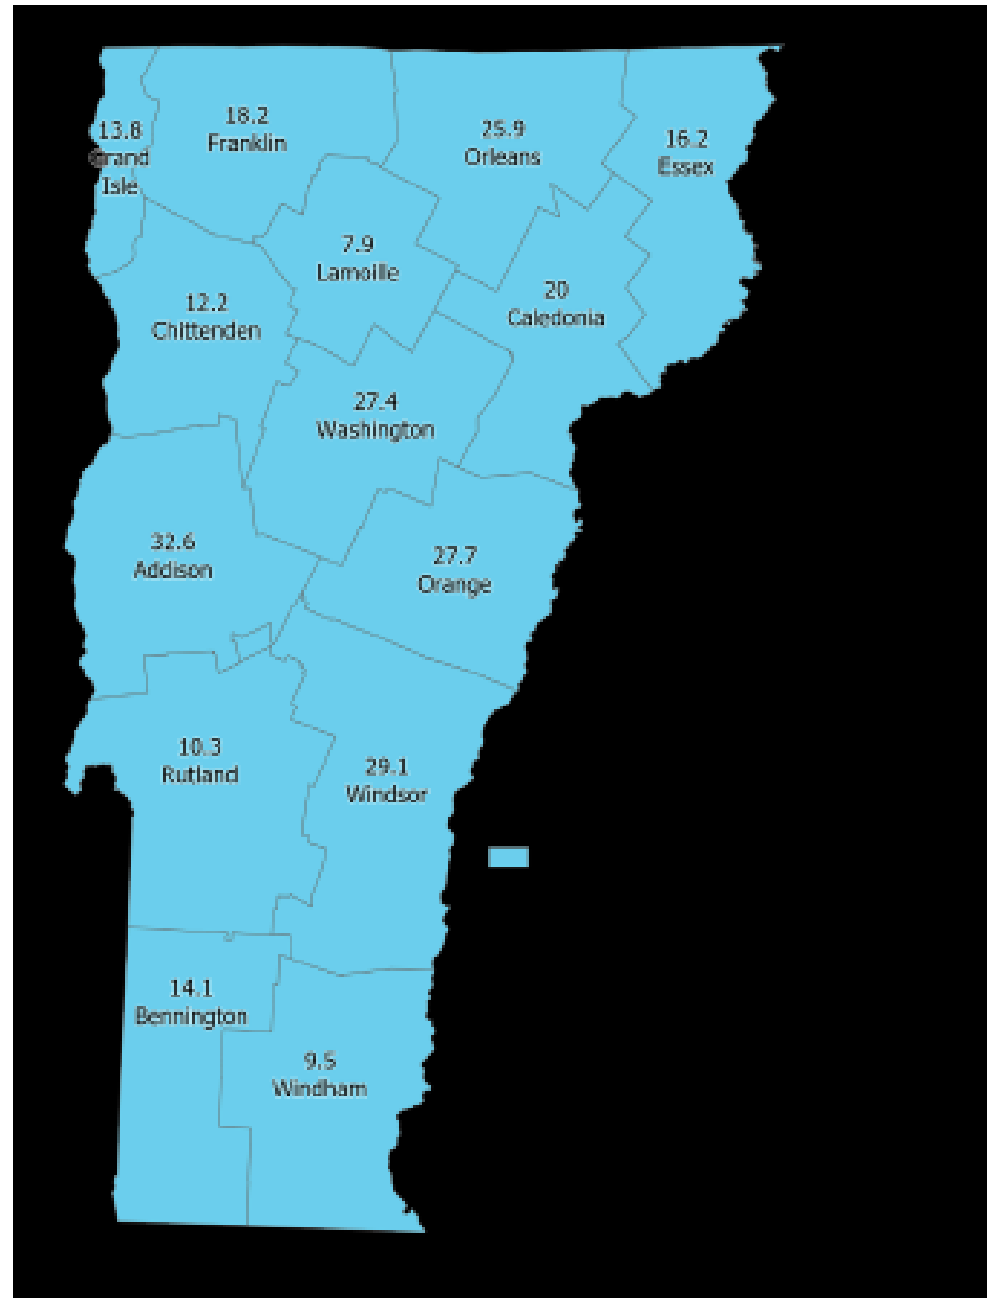 18.2
Franklin
25.9
Orleans
13.8
Grand
Isle
16.2
Essex
7.9
Lamoille
12.2
Chittenden
20
Caledonia
27.4
Washington
32.6
Addison
27.7
Orange
10.3
Rutland
29.1
Windsor
14.1
Bennington
9.5
Windham